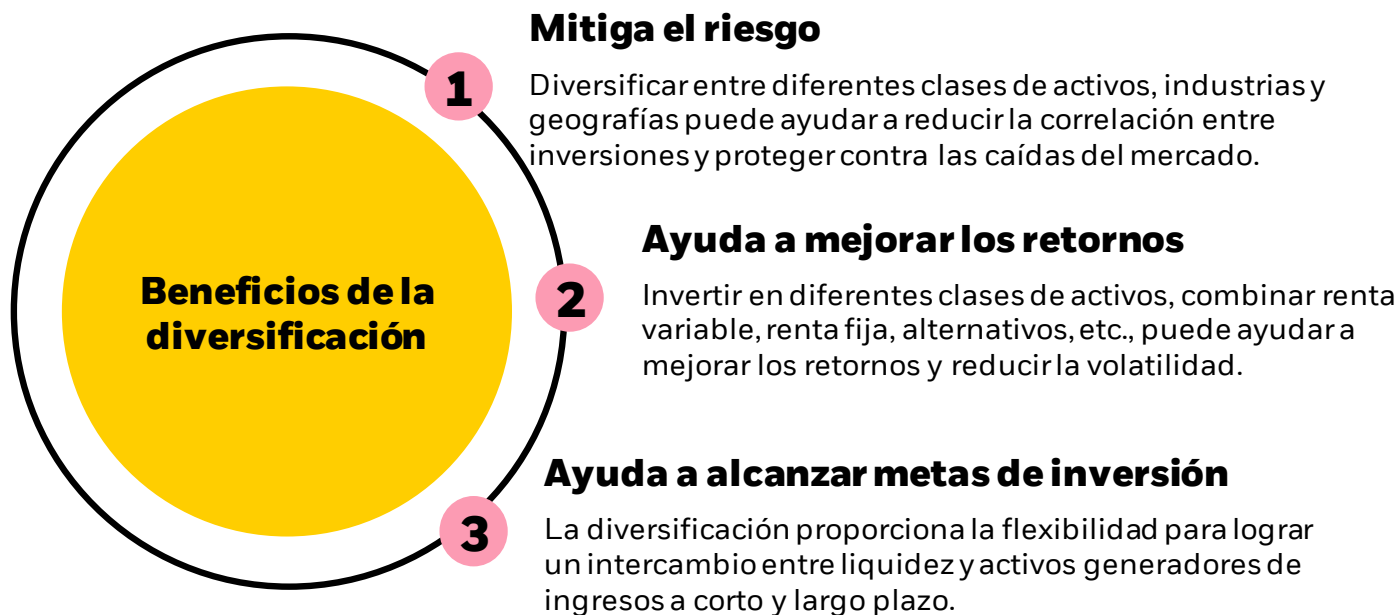 Beneficios de la
diversificación
1
Mitiga el riesgo
Diversificar entre diferentes clases de activos, industrias y
geografías puede ayudar a reducir la correlación entre
inversiones y proteger contra las caídas del mercado.
2
Ayuda a mejorar los retornos
Invertir en diferentes clases de activos, combinar renta
variable, renta fija, alternativos, etc., puede ayudar a
mejorar los retornos y reducir la volatilidad.
3
Ayuda a alcanzar metas de inversión
La diversificación proporciona la flexibilidad para lograr
un intercambio entre liquidez y activos generadores de
ingresos a corto y largo plazo.